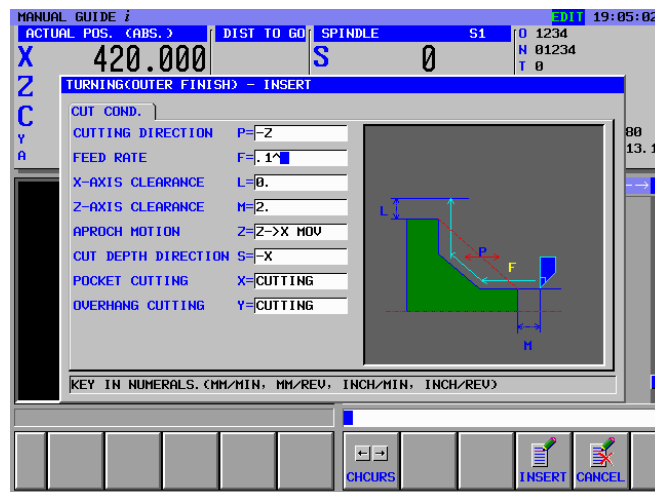 MANUAL GUIDE i EDIT 19:05:02
ACTUAL POS. (ABS.) DIST TO GO SPINDLE S1 O 1234
X 420.000 S 0 N 01234
T 0
Z TURNING(OUTER FINISH) - INSERT
C CUT COND.
Y CUTTING DIRECTION P=-Z 80
A FEED RATE F=.1^ 13.1
X-AXIS CLEARANCE L=0.
Z-AXIS CLEARANCE M=2.
APROCH MOTION Z=Z->X MOV
CUT DEPTH DIRECTION S=-X
POCKET CUTTING X=CUTTING
OVERHANG CUTTING Y=CUTTING
L
P
F
M
KEY IN NUMERALS.(MM/MIN, MM/REV, INCH/MIN, INCH/REV)
← →
CHCURS INSERT CANCEL